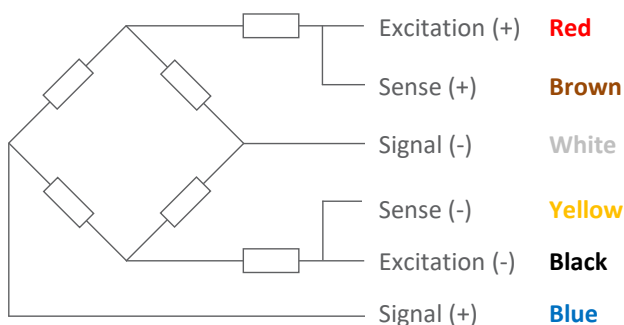 Excitation (+) Red
Sense (+) Brown
Signal (-) White
Sense (-) Yellow
Excitation (-) Black
Signal (+) Blue